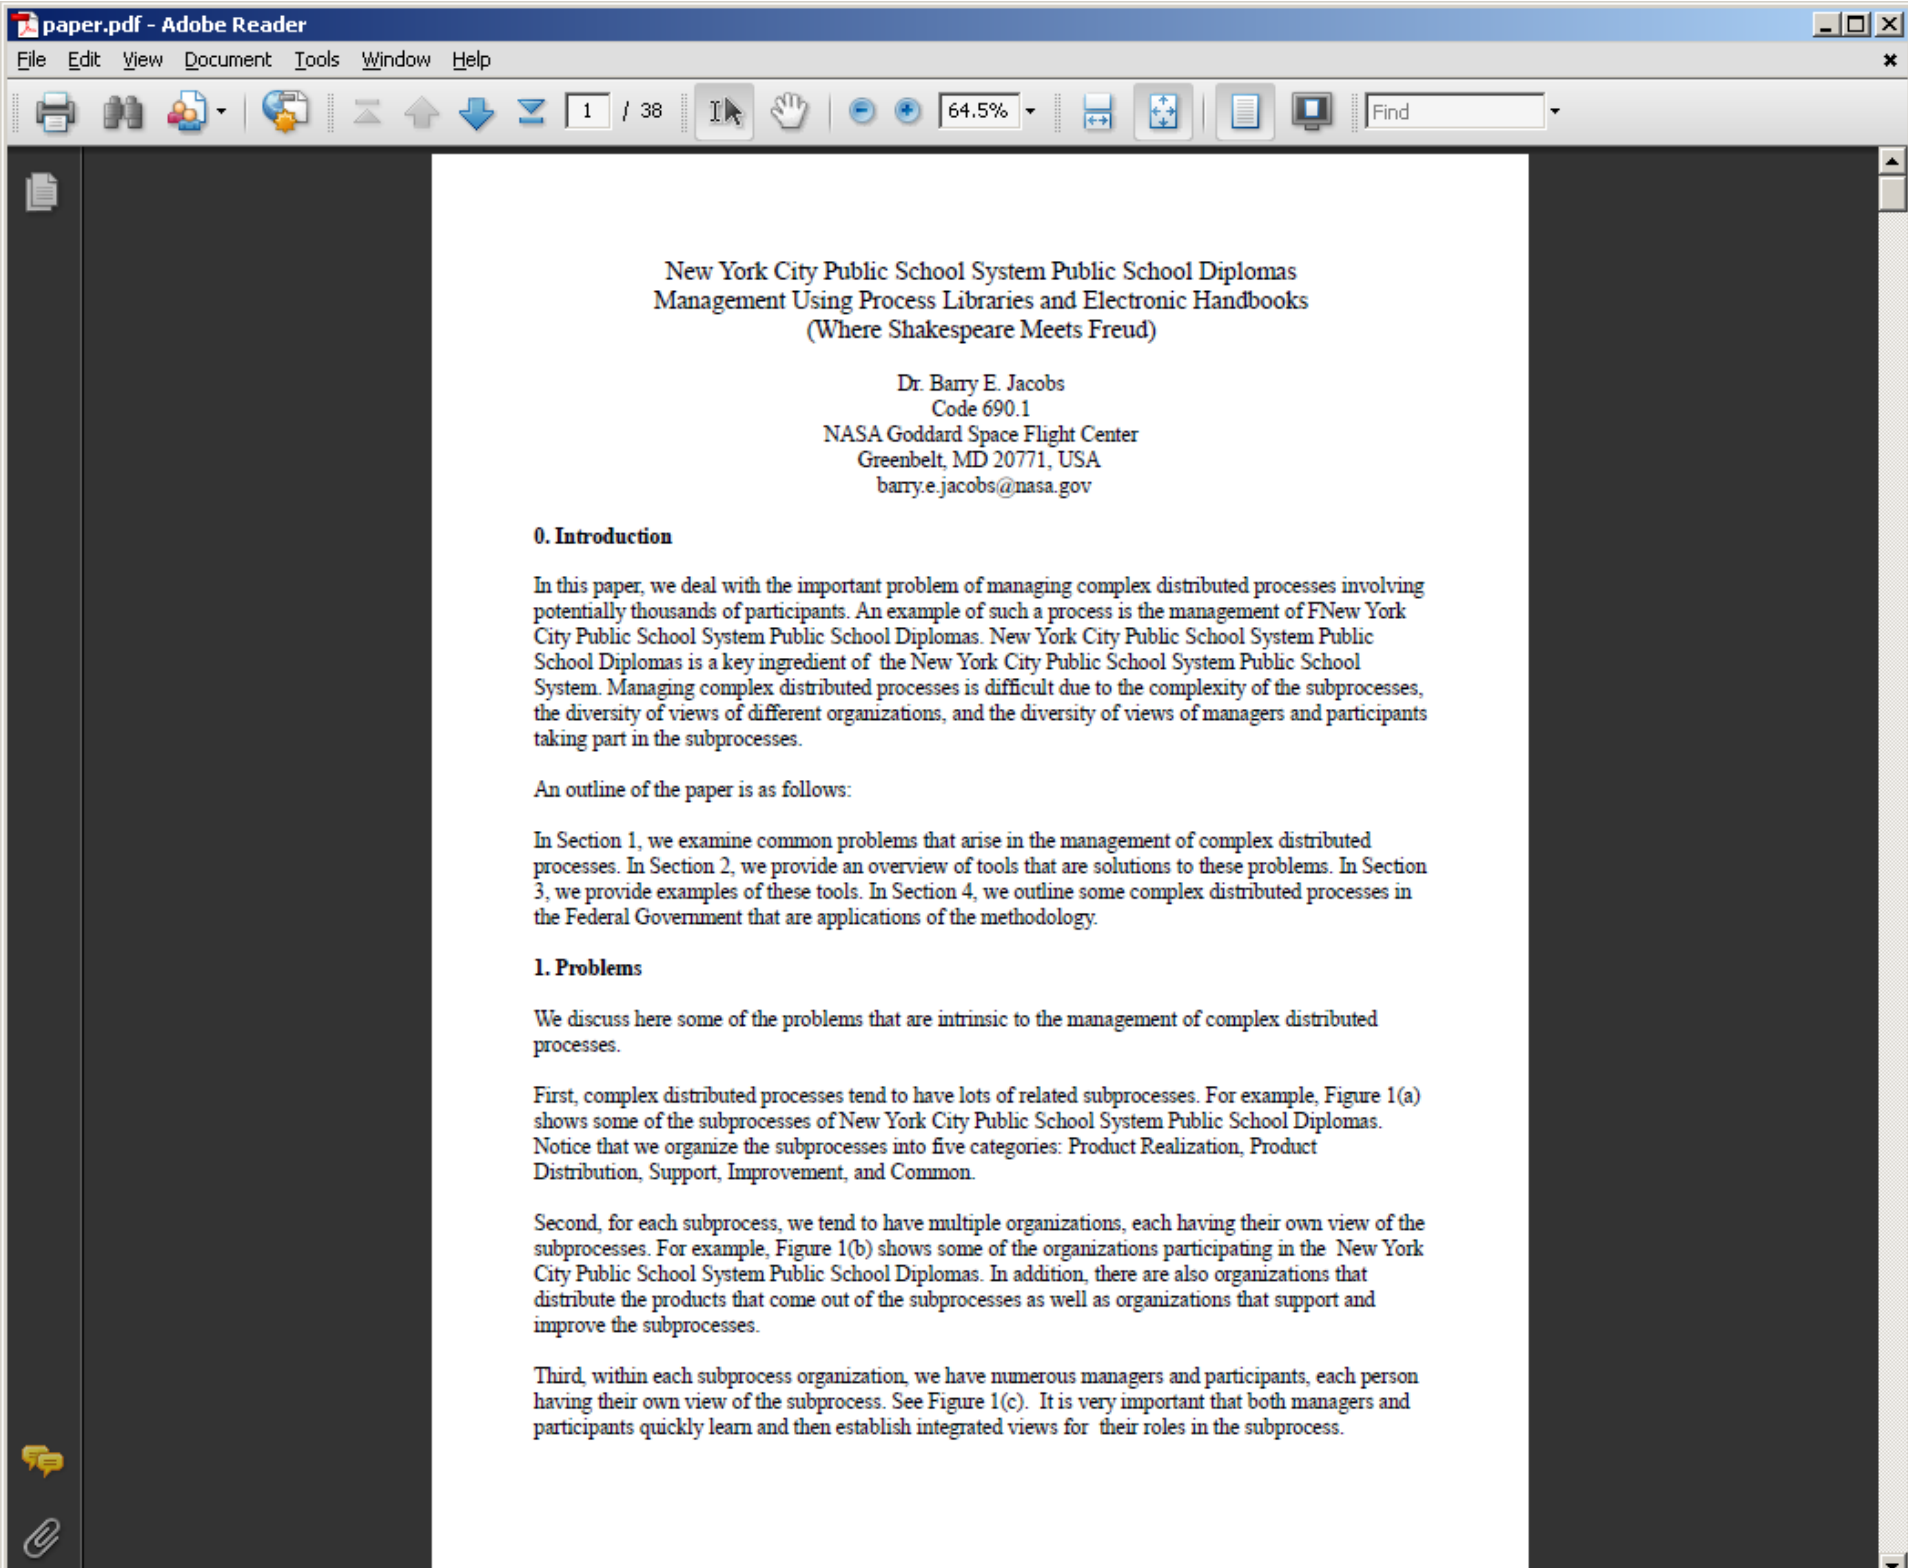 paper.pdf - Adobe Reader
File Edit View Document Tools Window Help
1 / 38 64.5% Find
New York City Public School System Public School Diplomas
Management Using Process Libraries and Electronic Handbooks
(Where Shakespeare Meets Freud)
Dr. Barry E. Jacobs
Code 690.1
NASA Goddard Space Flight Center
Greenbelt, MD 20771, USA
barry.e.jacobs@nasa.gov
0. Introduction
In this paper, we deal with the important problem of managing complex distributed processes involving
potentially thousands of participants. An example of such a process is the management of FNew York
City Public School System Public School Diplomas. New York City Public School System Public
School Diplomas is a key ingredient of the New York City Public School System Public School
System. Managing complex distributed processes is difficult due to the complexity of the subprocesses,
the diversity of views of different organizations, and the diversity of views of managers and participants
taking part in the subprocesses.
An outline of the paper is as follows:
In Section 1, we examine common problems that arise in the management of complex distributed
processes. In Section 2, we provide an overview of tools that are solutions to these problems. In Section
3, we provide examples of these tools. In Section 4, we outline some complex distributed processes in
the Federal Government that are applications of the methodology.
1. Problems
We discuss here some of the problems that are intrinsic to the management of complex distributed
processes.
First, complex distributed processes tend to have lots of related subprocesses. For example, Figure 1(a)
shows some of the subprocesses of New York City Public School System Public School Diplomas.
Notice that we organize the subprocesses into five categories: Product Realization, Product
Distribution, Support, Improvement, and Common.
Second, for each subprocess, we tend to have multiple organizations, each having their own view of the
subprocesses. For example, Figure 1(b) shows some of the organizations participating in the New York
City Public School System Public School Diplomas. In addition, there are also organizations that
distribute the products that come out of the subprocesses as well as organizations that support and
improve the subprocesses.
Third, within each subprocess organization, we have numerous managers and participants, each person
having their own view of the subprocess. See Figure 1(c). It is very important that both managers and
participants quickly learn and then establish integrated views for their roles in the subprocess.